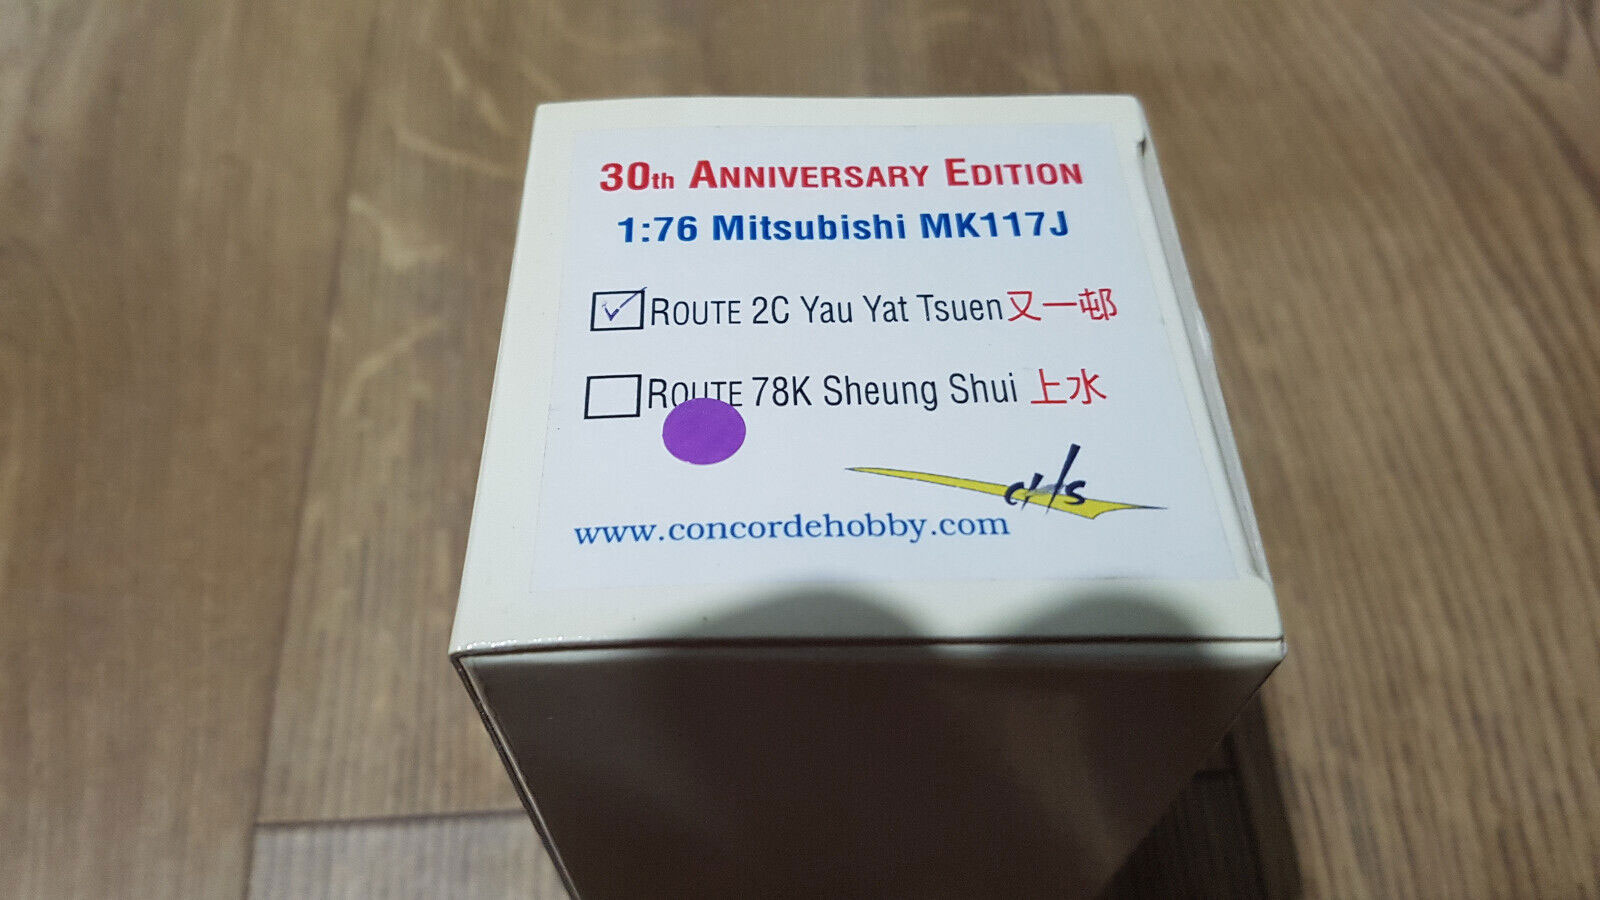 30th ANNIVERSARY EDITION
1:76 Mitsubishi MK117J
ROUTE 2C Yau Yat Tsuen 又一邨
ROUTE 78K Sheung Shui 上水
chs
www.concordehobby.com